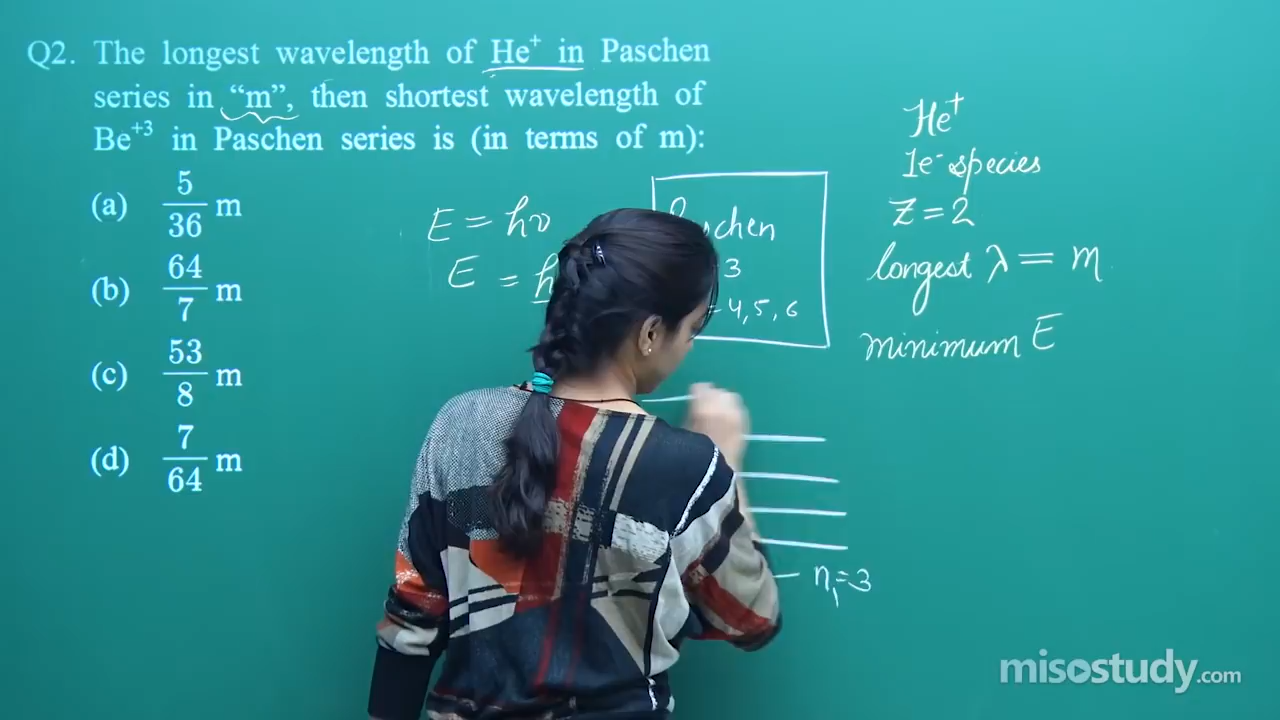 Q2. The longest wavelength of He⁺ in Paschen
series in “m”, then shortest wavelength of
Be⁺³ in Paschen series is (in terms of m):
(a) 5/36 m
(b) 64/7 m
(c) 53/8 m
(d) 7/64 m
E = hν
E = h
chen
3
= 4, 5, 6
n₁=3
He⁺
1e⁻ species
Z = 2
longest λ = m
minimum E
misostudy.com